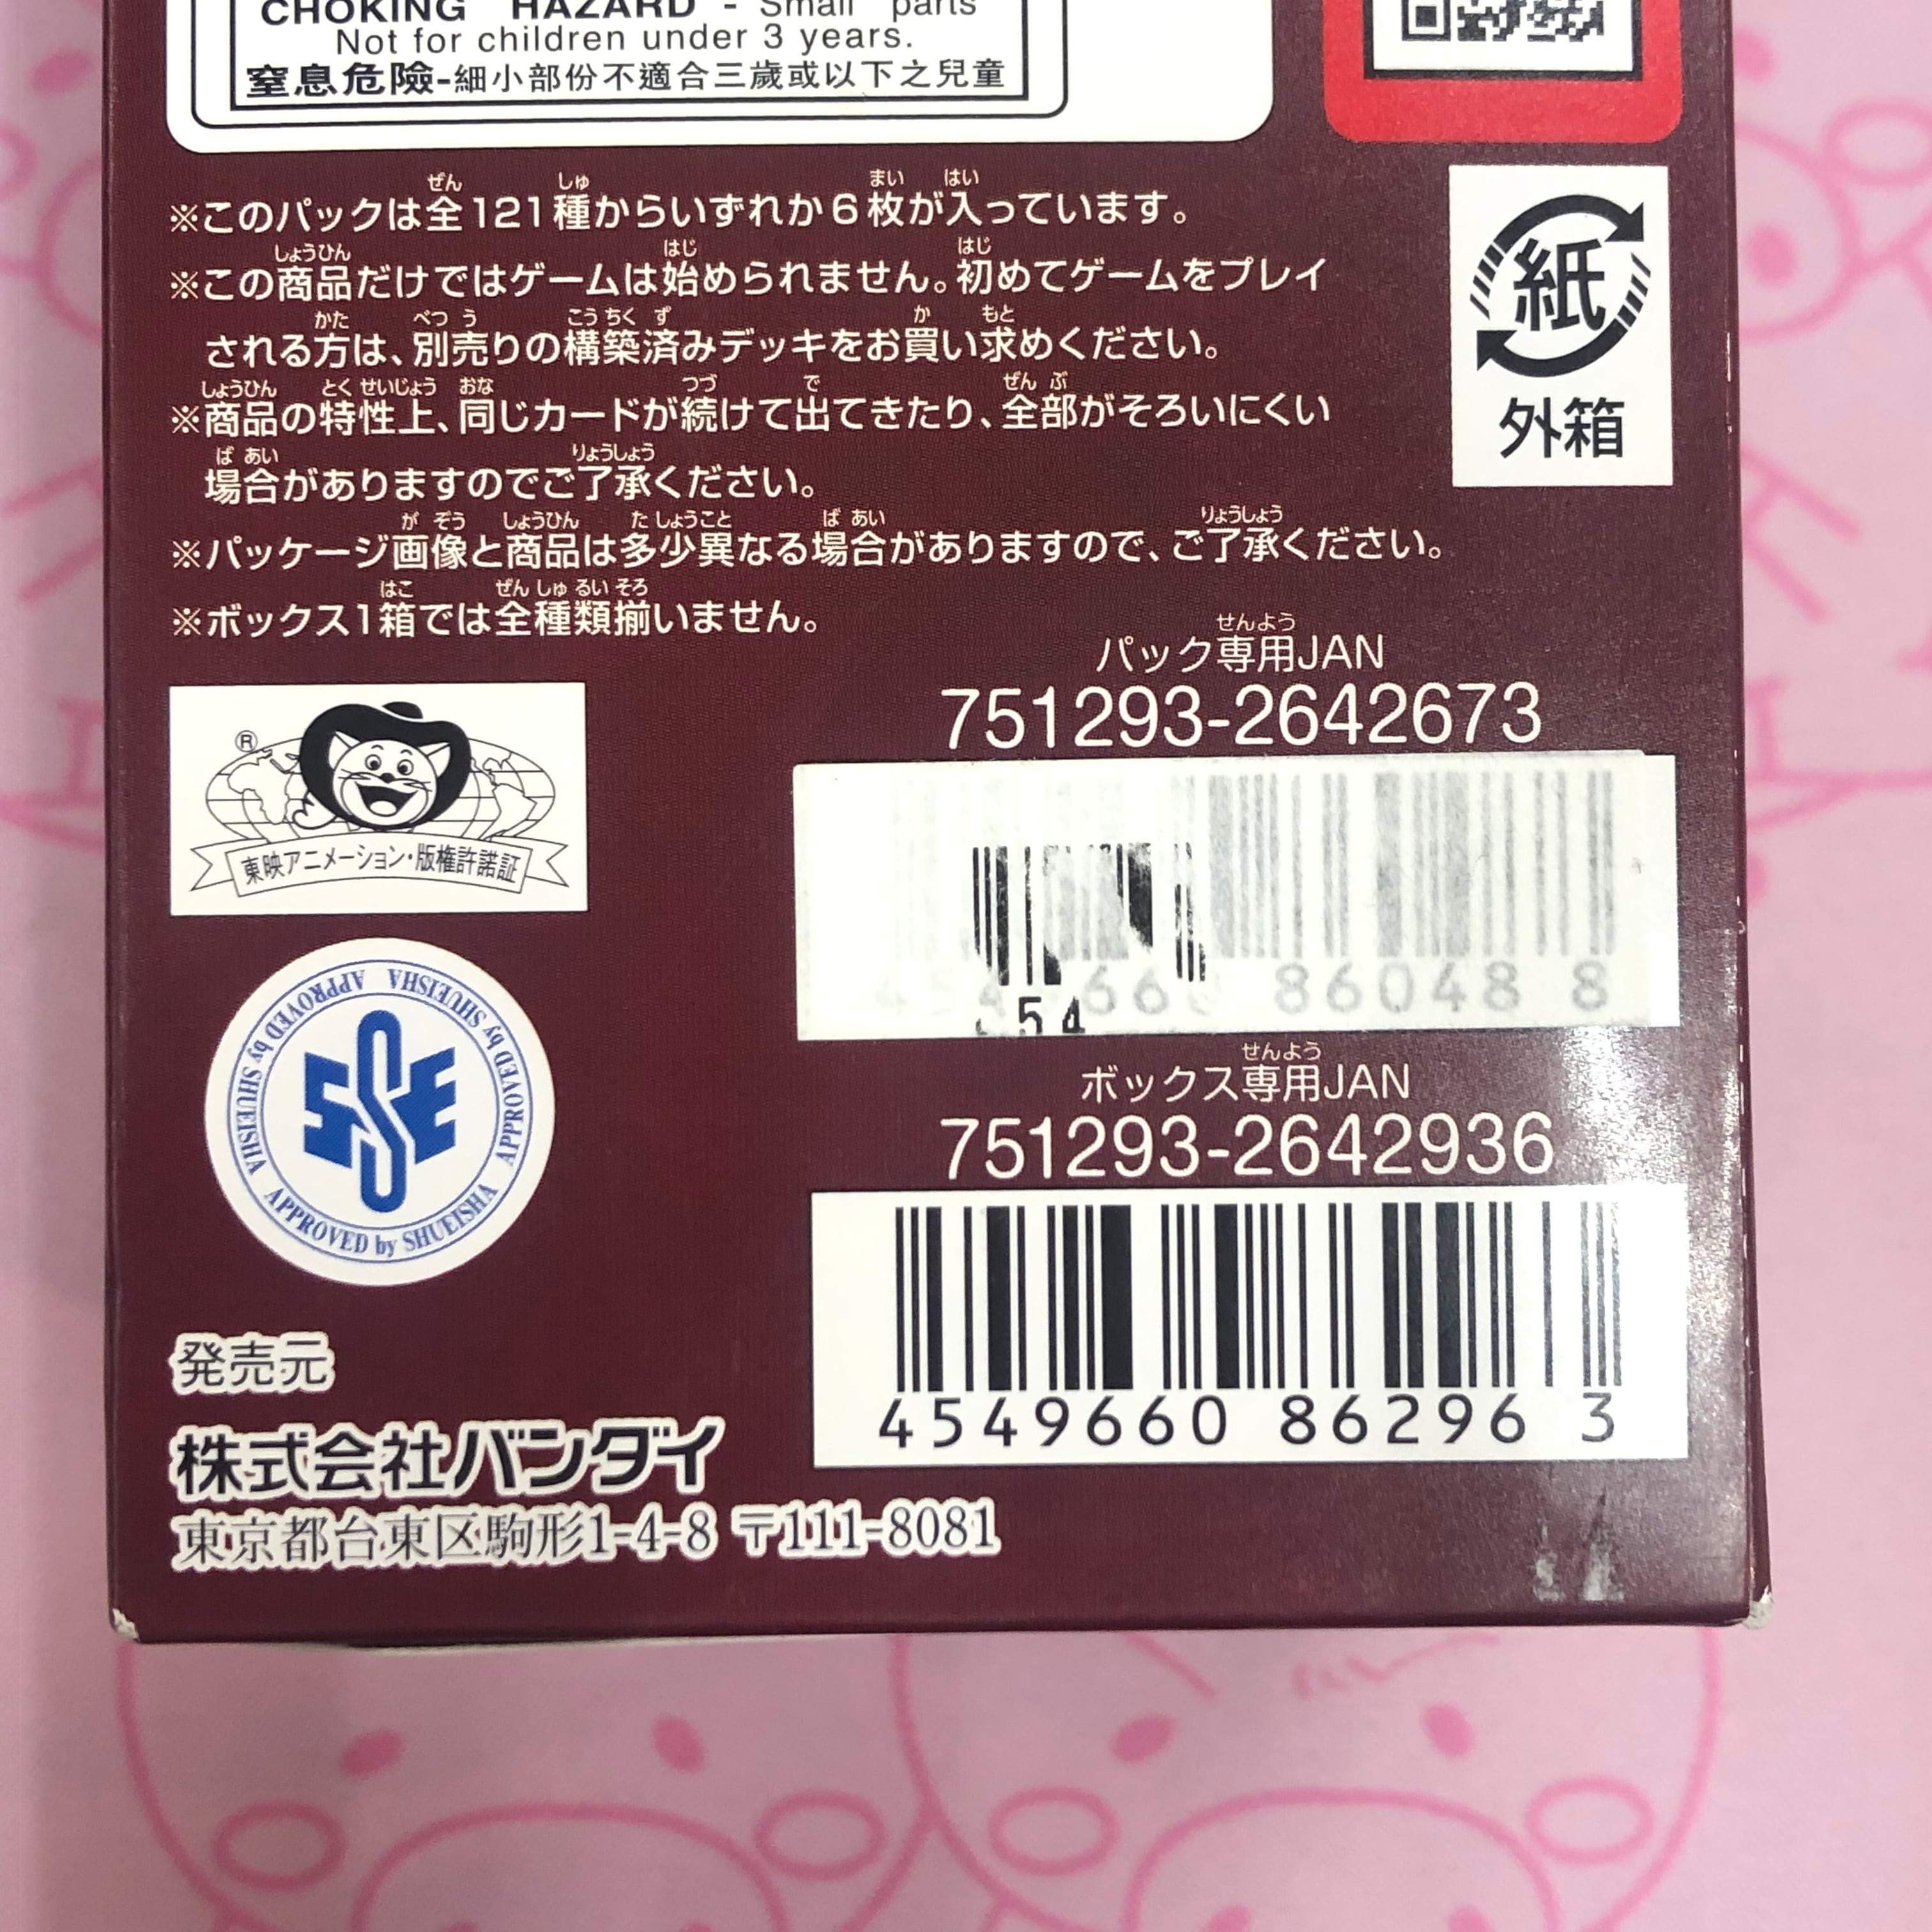 CHOKING HAZARD - Small parts
Not for children under 3 years.
窒息危險-細小部份不適合三歲或以下之兒童
※このパックは全121種からいずれか6枚が入っています。
※この商品だけではゲームは始められません。初めてゲームをプレイ
される方は、別売りの構築済みデッキをお買い求めください。
※商品の特性上、同じカードが続けて出てきたり、全部がそろいにくい
場合がありますのでご了承ください。
※パッケージ画像と商品は多少異なる場合がありますので、ご了承ください。
※ボックス1箱では全種類揃いません。
紙
外箱
パック専用JAN
751293-2642673
86048 8
ボックス専用JAN
751293-2642936
4549660 86296 3
®
東映アニメーション・版権許諾証
APPROVED by SHUEISHA APPROVED by SHUEISHA APPROVED by SHUEISHA
SSE
発売元
株式会社バンダイ
東京都台東区駒形1-4-8 〒111-8081